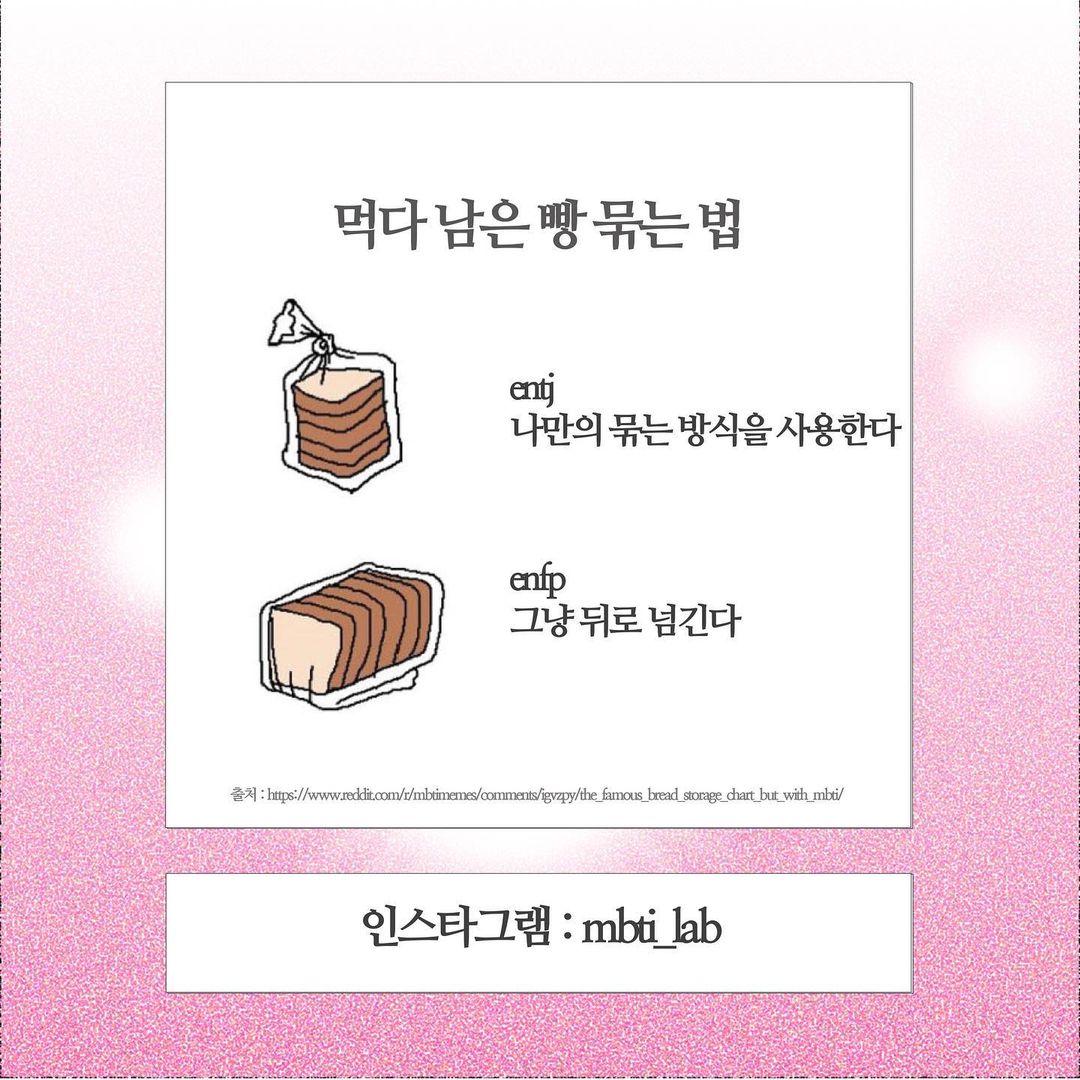 먹다 남은 빵 묶는 법
entj
나만의 묶는 방식을 사용한다
enfp
그냥 뒤로 넘긴다
출처 : https://www.reddit.com/r/mbtimemes/comments/igvzpy/the_famous_bread_storage_chart_but_with_mbti/
인스타그램 : mbti_lab